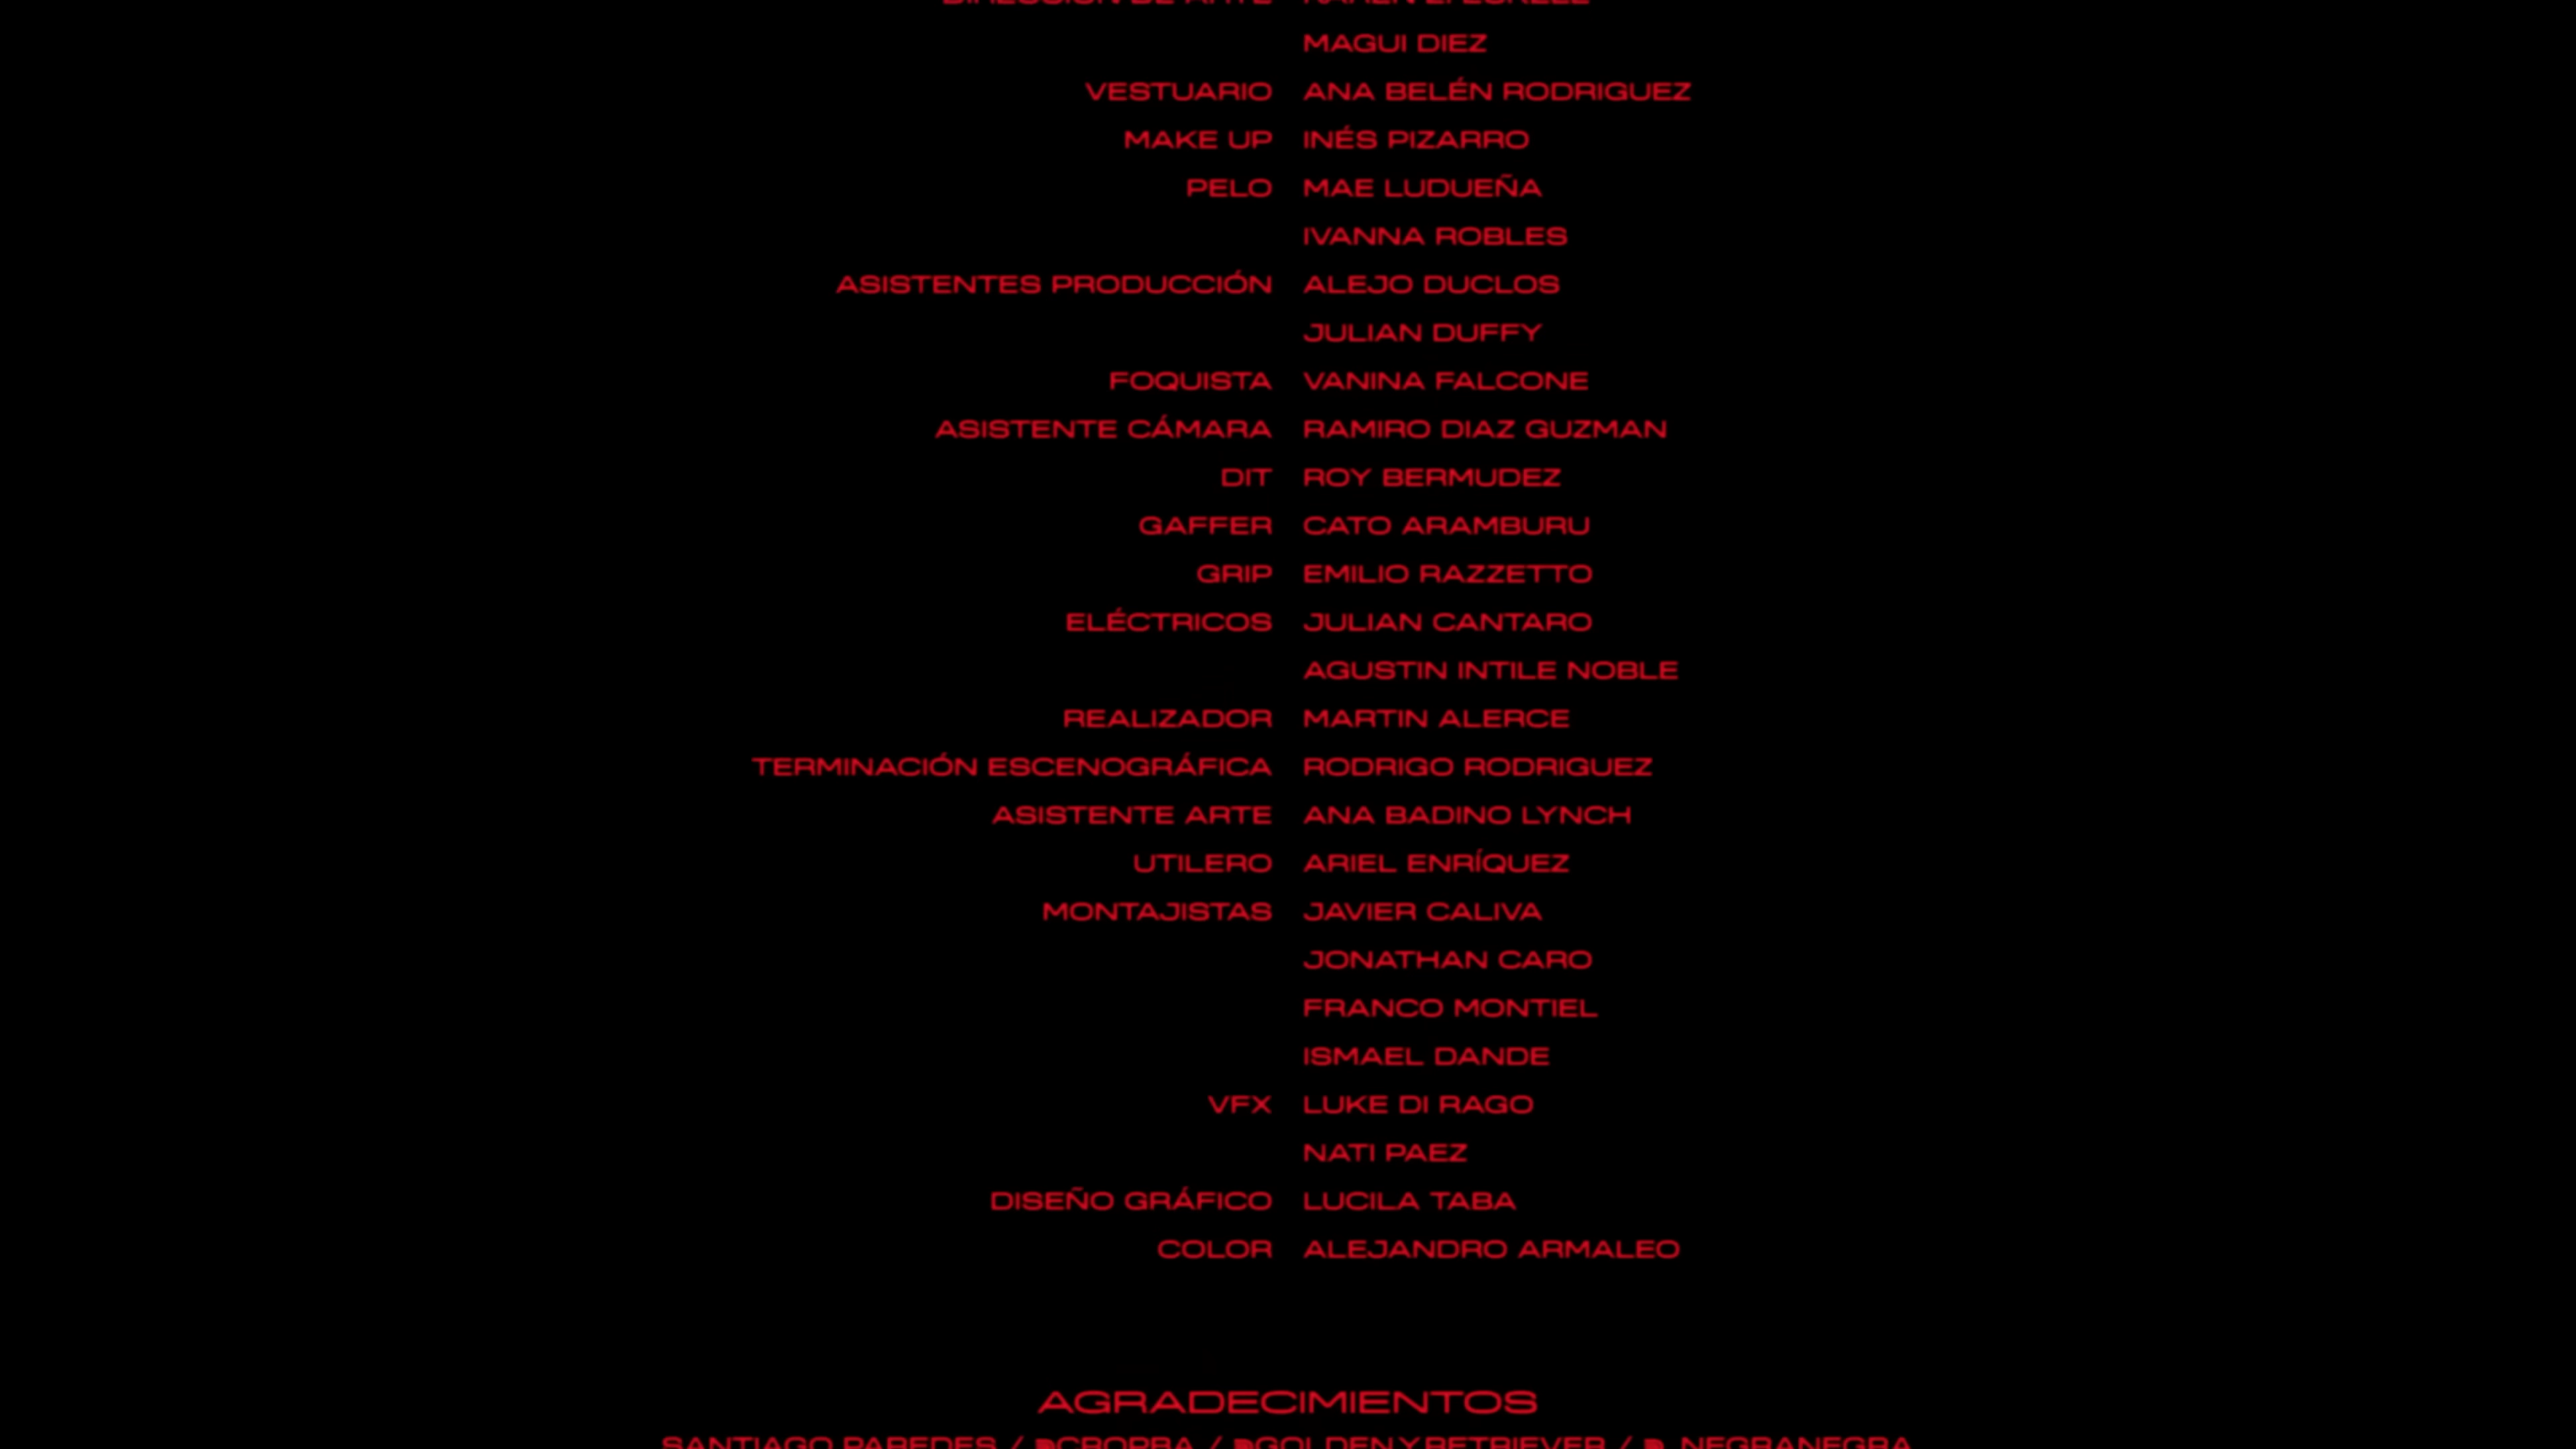 MAGUI DIEZ
VESTUARIO ANA BELÉN RODRIGUEZ
MAKE UP INÉS PIZARRO
PELO MAE LUDUEÑA
IVANNA ROBLES
ASISTENTES PRODUCCIÓN ALEJO DUCLOS
JULIAN DUFFY
FOQUISTA VANINA FALCONE
ASISTENTE CÁMARA RAMIRO DIAZ GUZMAN
DIT ROY BERMUDEZ
GAFFER CATO ARAMBURU
GRIP EMILIO RAZZETTO
ELÉCTRICOS JULIAN CANTARO
AGUSTIN INTILE NOBLE
REALIZADOR MARTIN ALERCE
TERMINACIÓN ESCENOGRÁFICA RODRIGO RODRIGUEZ
ASISTENTE ARTE ANA BADINO LYNCH
UTILERO ARIEL ENRÍQUEZ
MONTAJISTAS JAVIER CALIVA
JONATHAN CARO
FRANCO MONTIEL
ISMAEL DANDE
VFX LUKE DI RAGO
NATI PAEZ
DISEÑO GRÁFICO LUCILA TABA
COLOR ALEJANDRO ARMALEO
AGRADECIMIENTOS
SANTIAGO PAREDES /